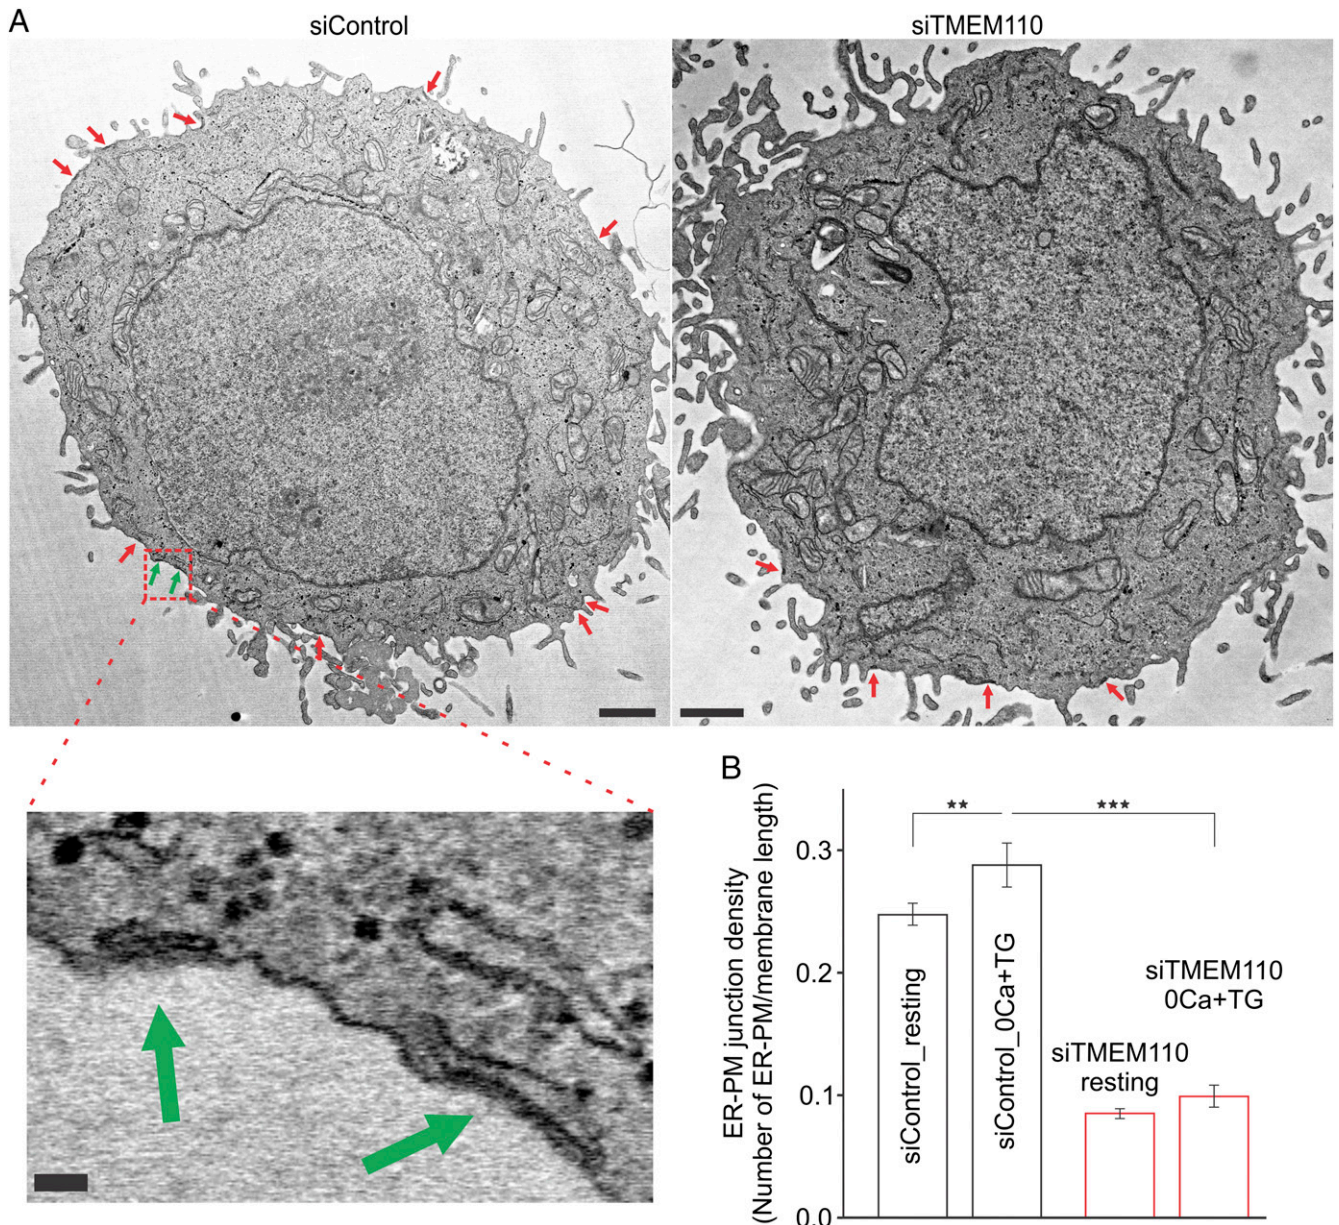 A
siControl
siTMEM110
B
ER-PM junction density
(Number of ER-PM/membrane length)
0.3
0.2
0.1
0.0
**
***
siControl_resting
siControl_0Ca+TG
siTMEM110
resting
siTMEM110
0Ca+TG